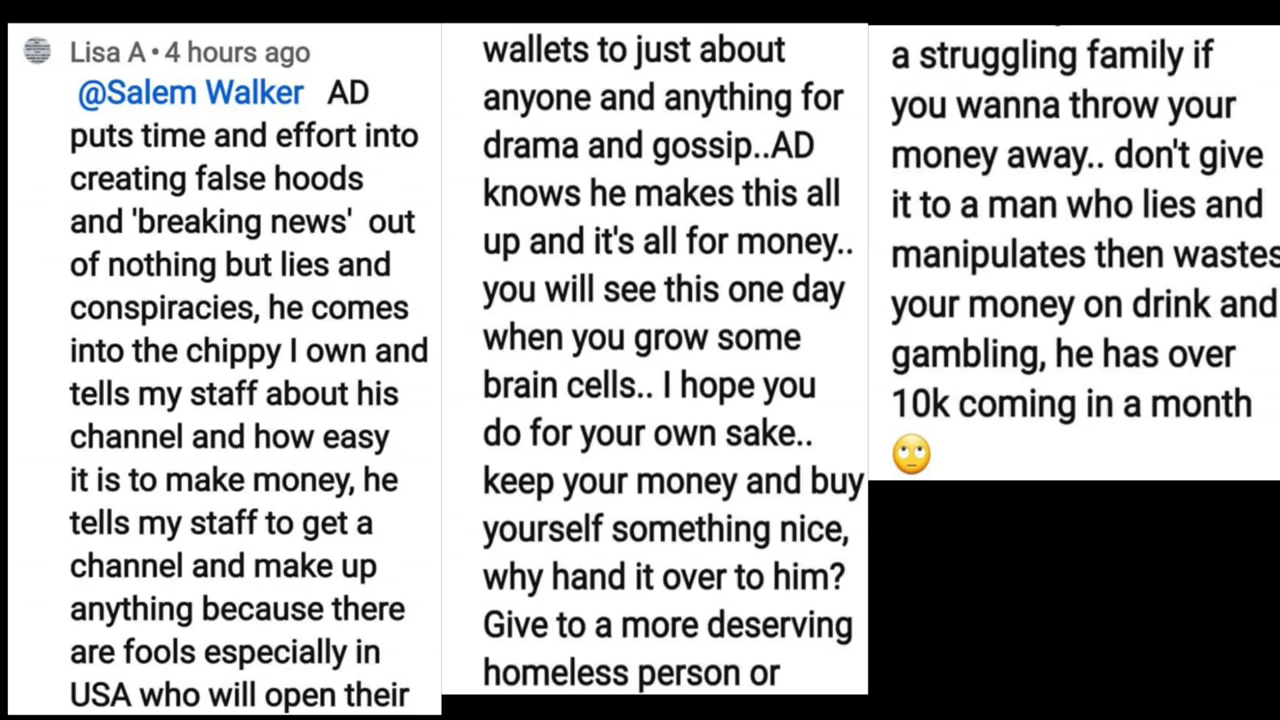 Lisa A • 4 hours ago
@Salem Walker AD
puts time and effort into
creating false hoods
and 'breaking news' out
of nothing but lies and
conspiracies, he comes
into the chippy I own and
tells my staff about his
channel and how easy
it is to make money, he
tells my staff to get a
channel and make up
anything because there
are fools especially in
USA who will open their
wallets to just about
anyone and anything for
drama and gossip..AD
knows he makes this all
up and it's all for money..
you will see this one day
when you grow some
brain cells.. I hope you
do for your own sake..
keep your money and buy
yourself something nice,
why hand it over to him?
Give to a more deserving
homeless person or
a struggling family if
you wanna throw your
money away.. don't give
it to a man who lies and
manipulates then wastes
your money on drink and
gambling, he has over
10k coming in a month
🙄